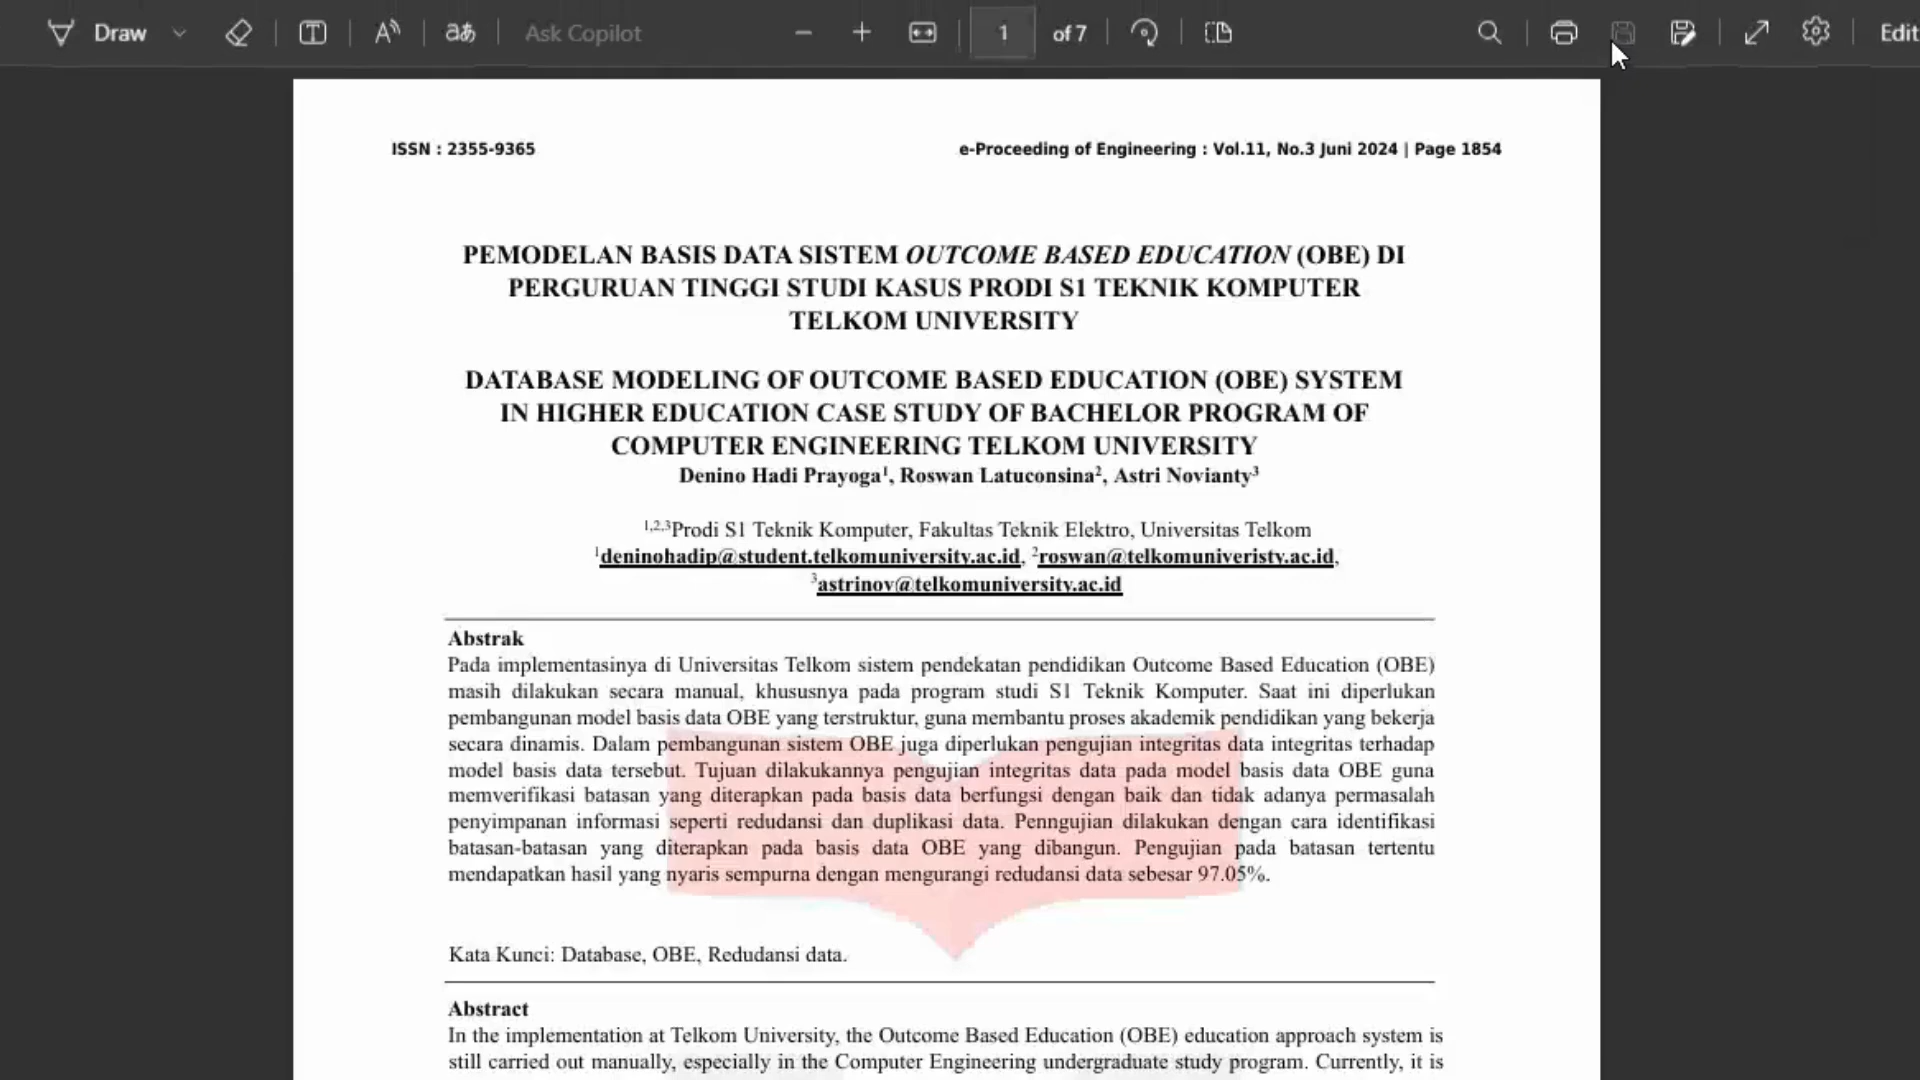 Draw
Ask Copilot
1 of 7
Edit
ISSN : 2355-9365
e-Proceeding of Engineering : Vol.11, No.3 Juni 2024 | Page 1854
PEMODELAN BASIS DATA SISTEM OUTCOME BASED EDUCATION (OBE) DI
PERGURUAN TINGGI STUDI KASUS PRODI S1 TEKNIK KOMPUTER
TELKOM UNIVERSITY
DATABASE MODELING OF OUTCOME BASED EDUCATION (OBE) SYSTEM
IN HIGHER EDUCATION CASE STUDY OF BACHELOR PROGRAM OF
COMPUTER ENGINEERING TELKOM UNIVERSITY
Denino Hadi Prayoga¹, Roswan Latuconsina², Astri Novianty³
¹,²,³Prodi S1 Teknik Komputer, Fakultas Teknik Elektro, Universitas Telkom
¹deninohadip@student.telkomuniversity.ac.id, ²roswan@telkomuniveristy.ac.id,
³astrinov@telkomuniversity.ac.id
Abstrak
Pada implementasinya di Universitas Telkom sistem pendekatan pendidikan Outcome Based Education (OBE)
masih dilakukan secara manual, khususnya pada program studi S1 Teknik Komputer. Saat ini diperlukan
pembangunan model basis data OBE yang terstruktur, guna membantu proses akademik pendidikan yang bekerja
secara dinamis. Dalam pembangunan sistem OBE juga diperlukan pengujian integritas data integritas terhadap
model basis data tersebut. Tujuan dilakukannya pengujian integritas data pada model basis data OBE guna
memverifikasi batasan yang diterapkan pada basis data berfungsi dengan baik dan tidak adanya permasalah
penyimpanan informasi seperti redudansi dan duplikasi data. Penngujian dilakukan dengan cara identifikasi
batasan-batasan yang diterapkan pada basis data OBE yang dibangun. Pengujian pada batasan tertentu
mendapatkan hasil yang nyaris sempurna dengan mengurangi redudansi data sebesar 97.05%.
Kata Kunci: Database, OBE, Redudansi data.
Abstract
In the implementation at Telkom University, the Outcome Based Education (OBE) education approach system is
still carried out manually, especially in the Computer Engineering undergraduate study program. Currently, it is